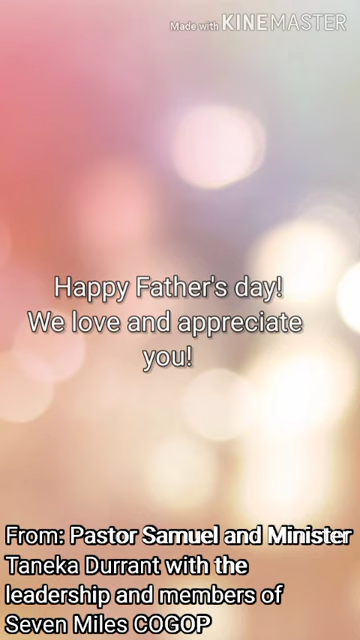 Made with KINEMASTER
Happy Father's day!
We love and appreciate
you!
From: Pastor Samuel and Minister
Taneka Durrant with the
leadership and members of
Seven Miles COGOP